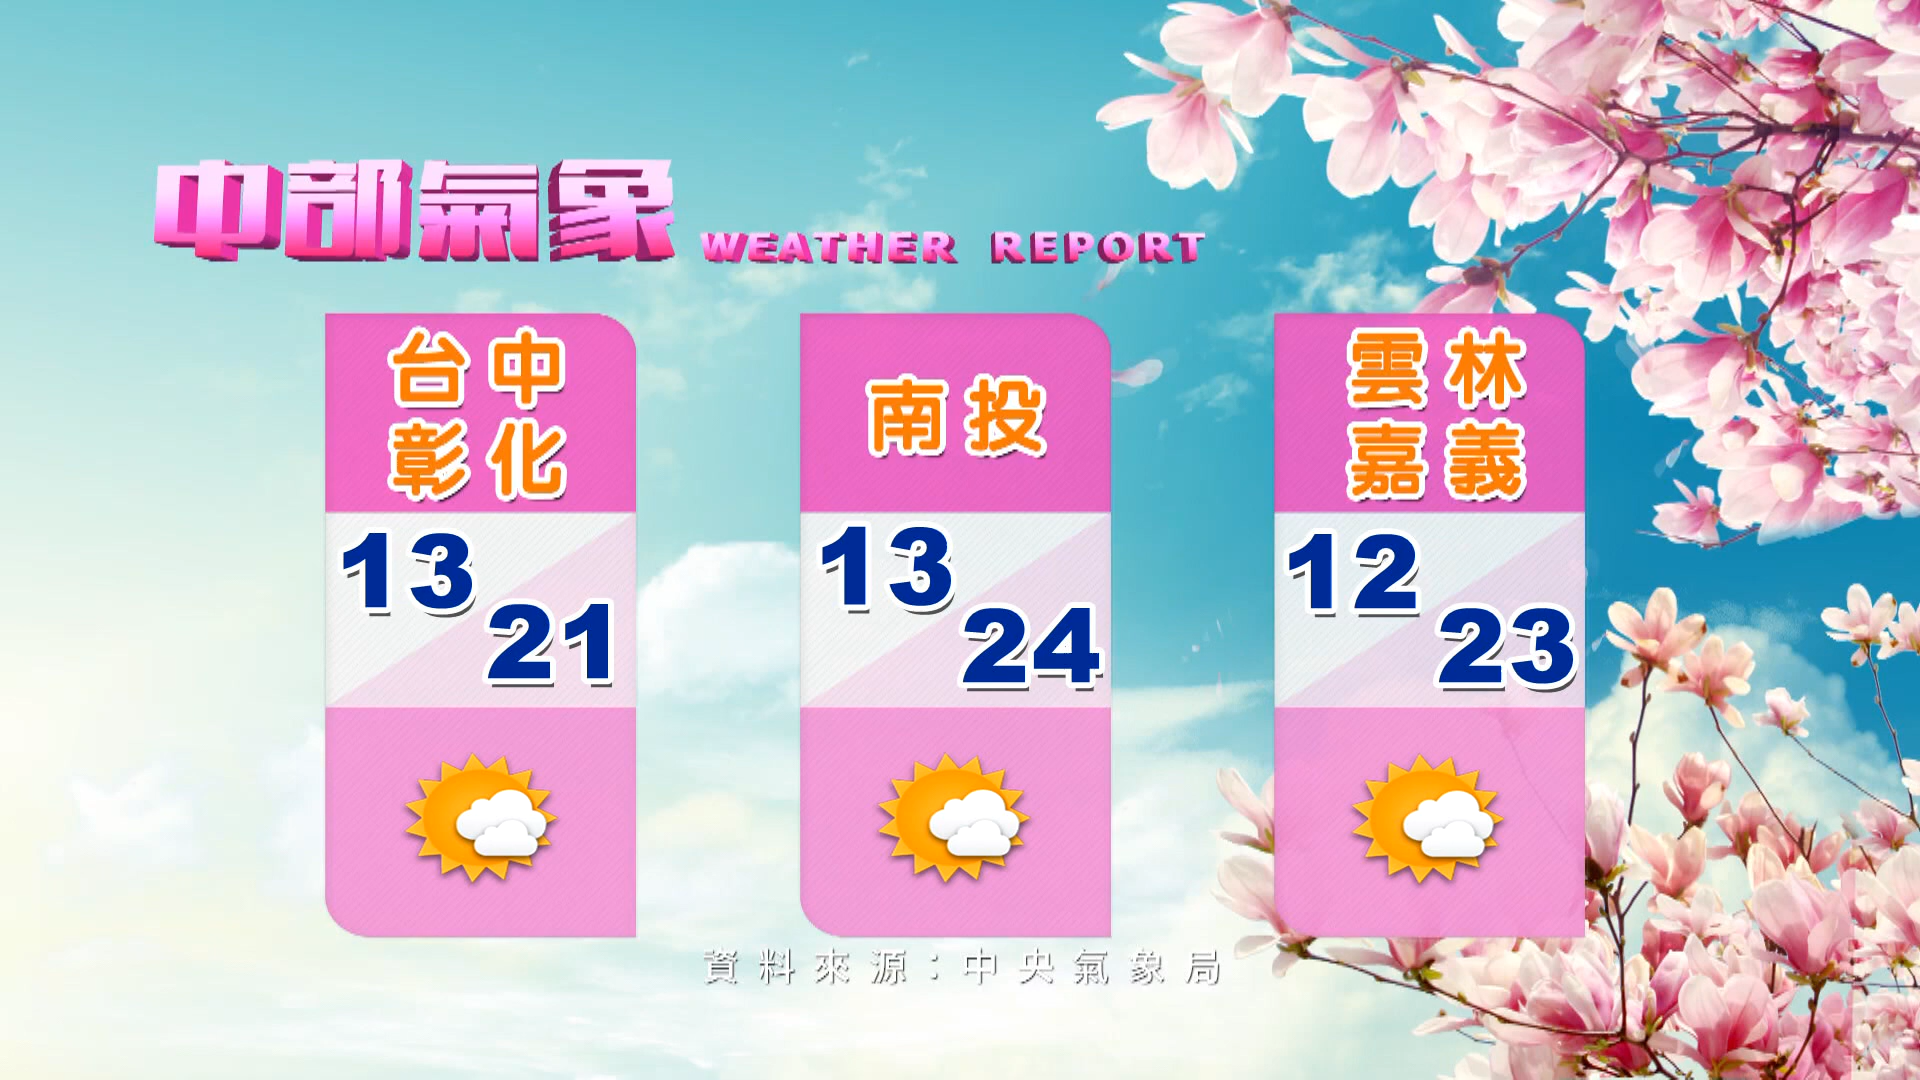 中部氣象 WEATHER REPORT
台中
彰化
13
21
南投
13
24
雲林
嘉義
12
23
資料來源：中央氣象局